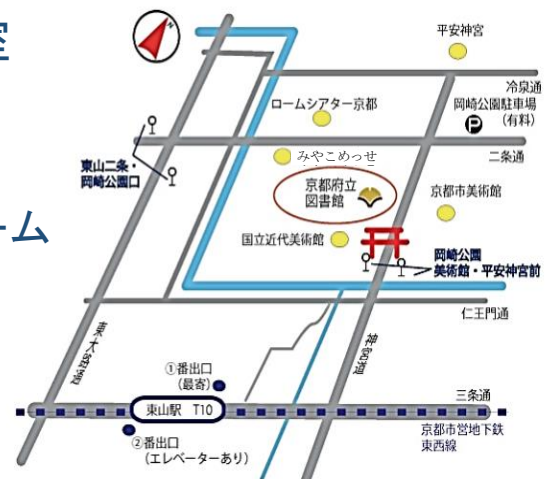 室
ーム
N
平安神宮
冷泉通
ロームシアター京都
岡崎公園駐車場
(有料)
P
二条通
東山二条・
岡崎公園口
みやこめっせ
京都府立
図書館
京都市美術館
国立近代美術館
岡崎公園
美術館・平安神宮前
仁王門通
東大路通
神宮道
①番出口
(最寄)
三条通
東山駅 T10
京都市営地下鉄
東西線
②番出口
(エレベーターあり)